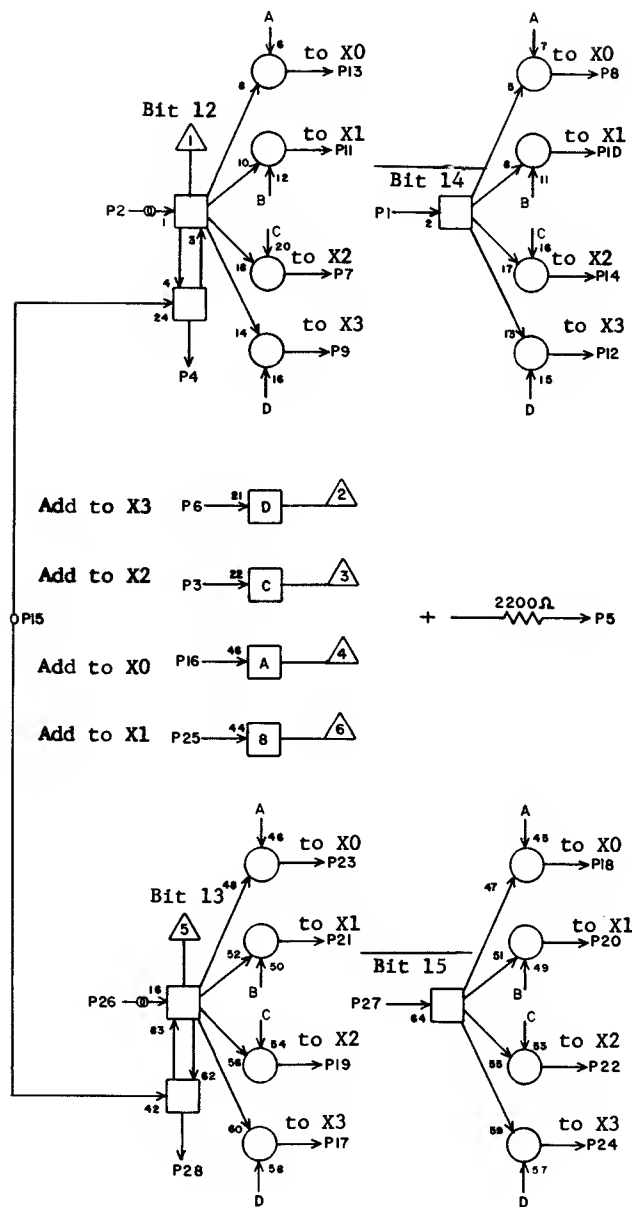 A A
6 to X0 7 to X0
8 P13 5 P8
Bit 12
1 to X1 to X1
10 P11 8 P10
12 Bit 14 11
P2 B P1 B
1 3 C 2 C
20 to X2 16 to X2
4 18 P7 17 P14
24 14 to X3 13 to X3
P9 P12
P4 16 15
D D
Add to X3 P6 21 D 2
Add to X2 P3 22 C 3
P15 + 2200Ω P5
Add to X0 P16 46 A 4
Add to X1 P25 44 8 6
A A
46 to X0 45 to X0
48 P23 47 P18
Bit 13
5 to X1 to X1
52 P21 51 P20
50 Bit 15 49
P26 16 B P27 B
63 C 64 C
54 to X2 53 to X2
62 56 P19 55 P22
42 60 to X3 59 to X3
P17 P24
P28 58 57
D D